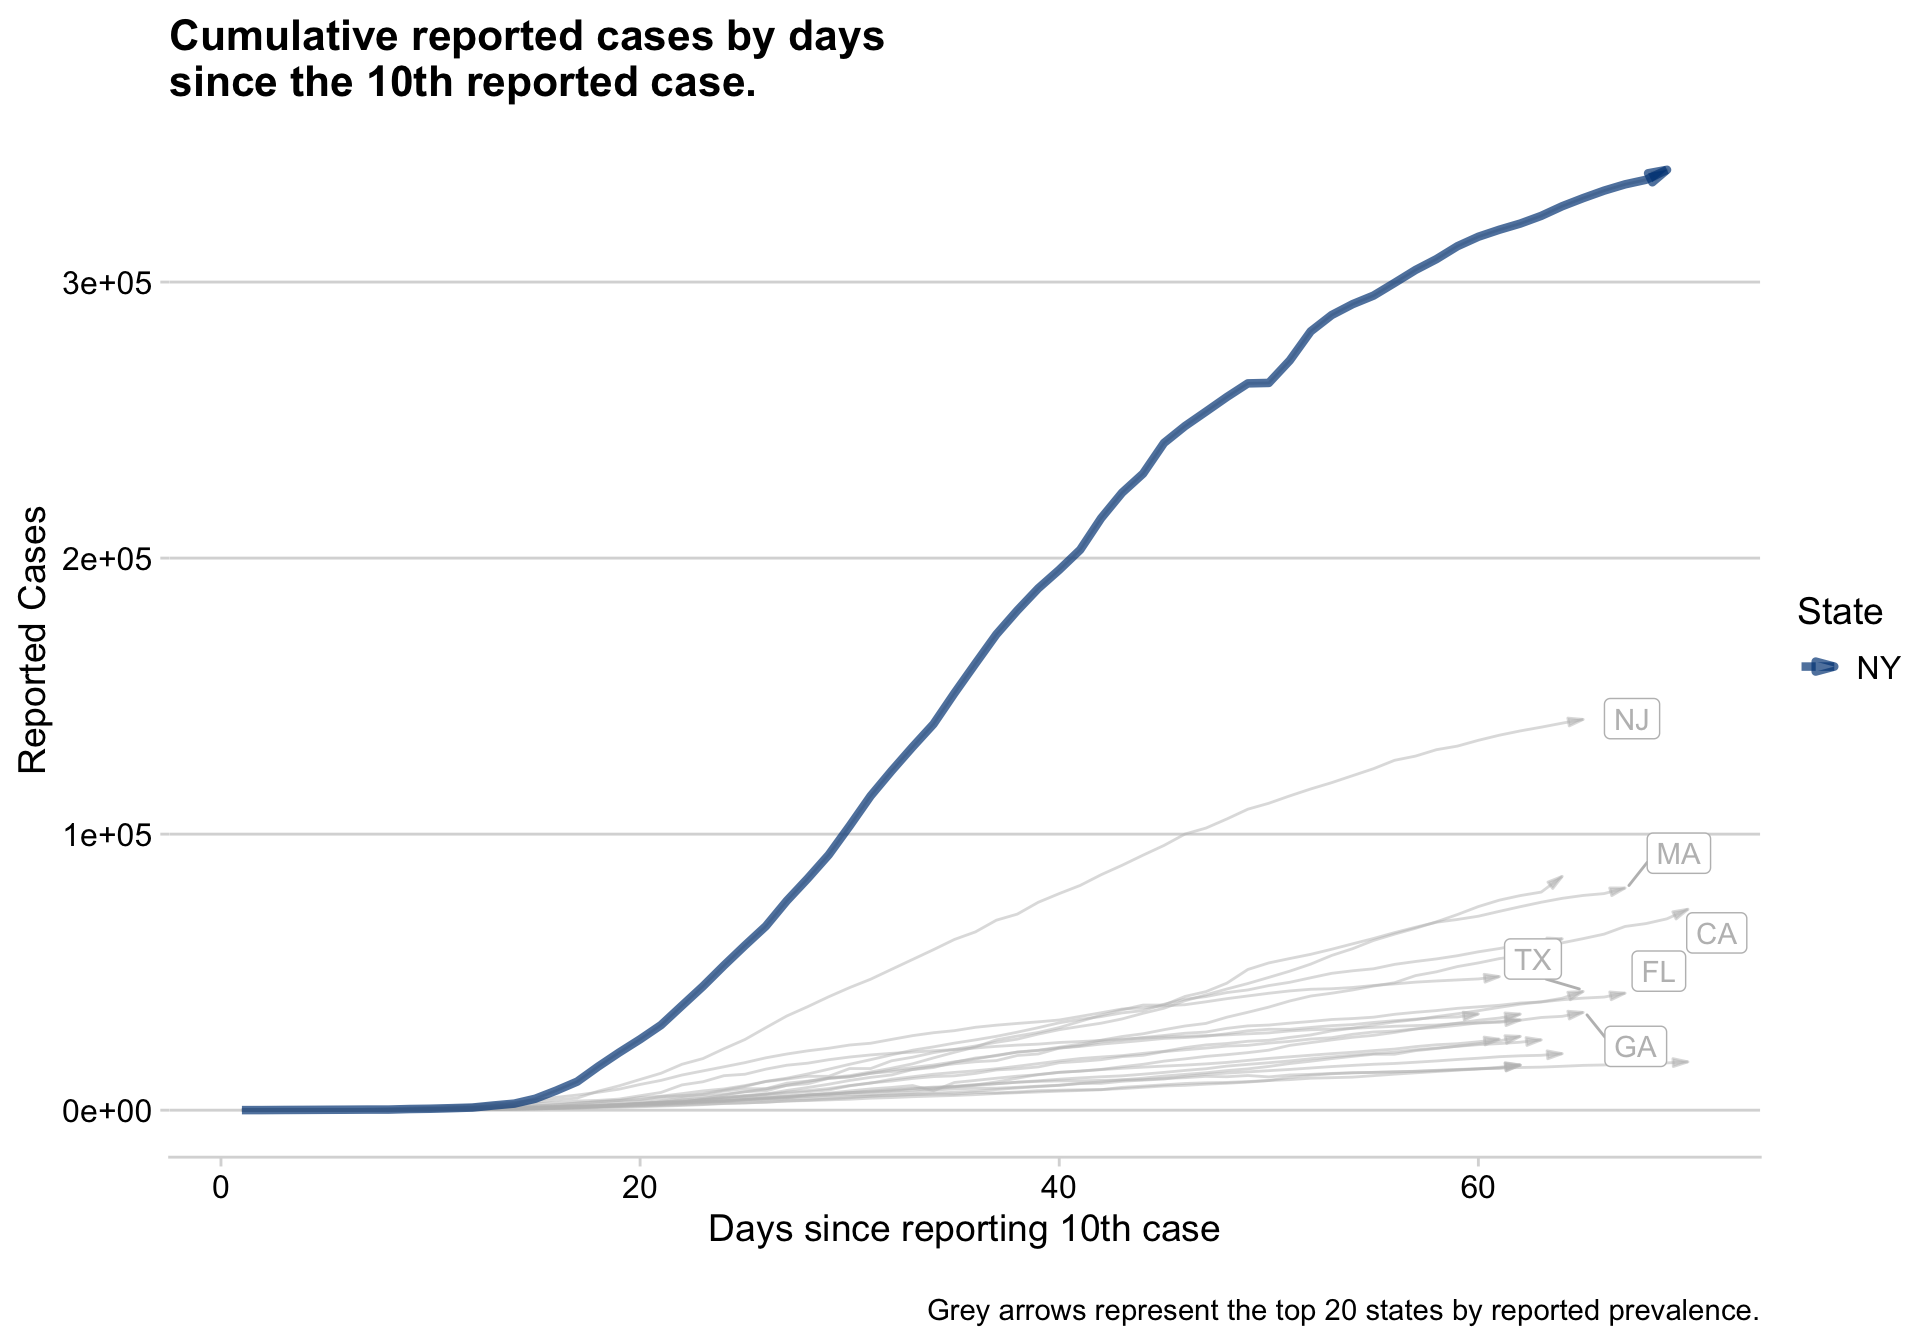 Cumulative reported cases by days
since the 10th reported case.
Reported Cases
3e+05
2e+05
1e+05
0e+00
NJ
MA
CA
TX
FL
GA
State
NY
0
20
40
60
Days since reporting 10th case
Grey arrows represent the top 20 states by reported prevalence.